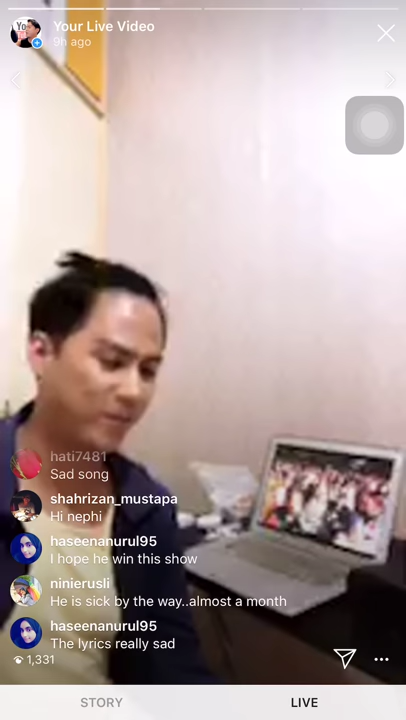 Your Live Video
9h ago
Yo
hati7481
Sad song
shahrizan_mustapa
Hi nephi
haseenanurul95
I hope he win this show
ninierusli
He is sick by the way..almost a month
haseenanurul95
The lyrics really sad
1,331
STORY
LIVE